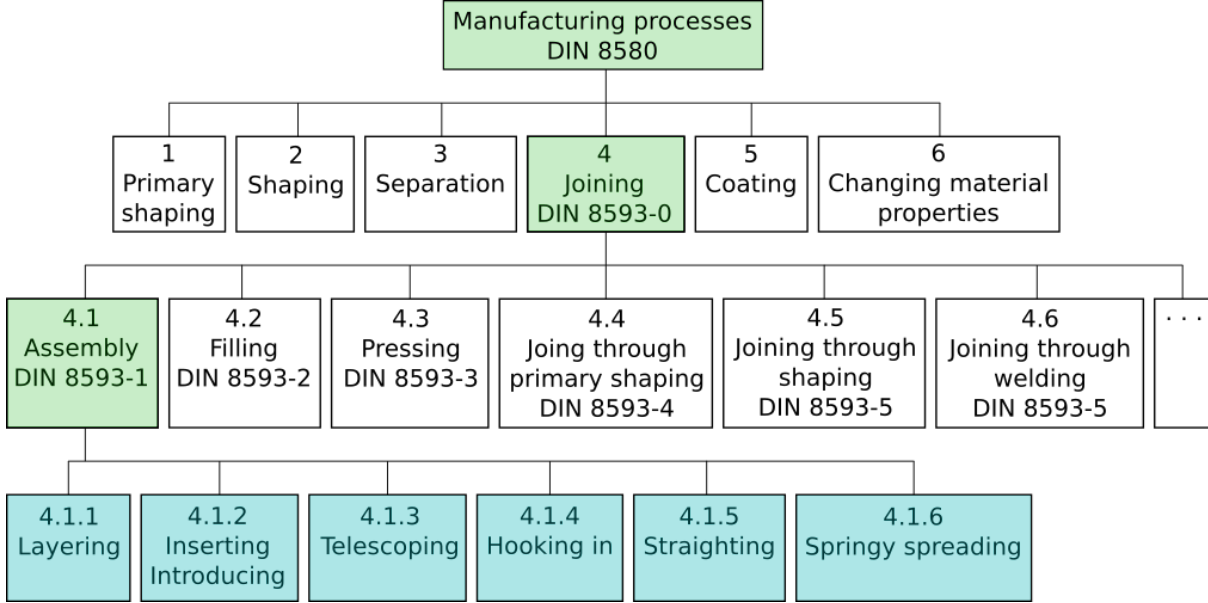 Manufacturing processes
DIN 8580
1
Primary
shaping
2
Shaping
3
Separation
4
Joining
DIN 8593-0
5
Coating
6
Changing material
properties
4.1
Assembly
DIN 8593-1
4.2
Filling
DIN 8593-2
4.3
Pressing
DIN 8593-3
4.4
Joing through
primary shaping
DIN 8593-4
4.5
Joining through
shaping
DIN 8593-5
4.6
Joining through
welding
DIN 8593-5
. . .
4.1.1
Layering
4.1.2
Inserting
Introducing
4.1.3
Telescoping
4.1.4
Hooking in
4.1.5
Straighting
4.1.6
Springy spreading